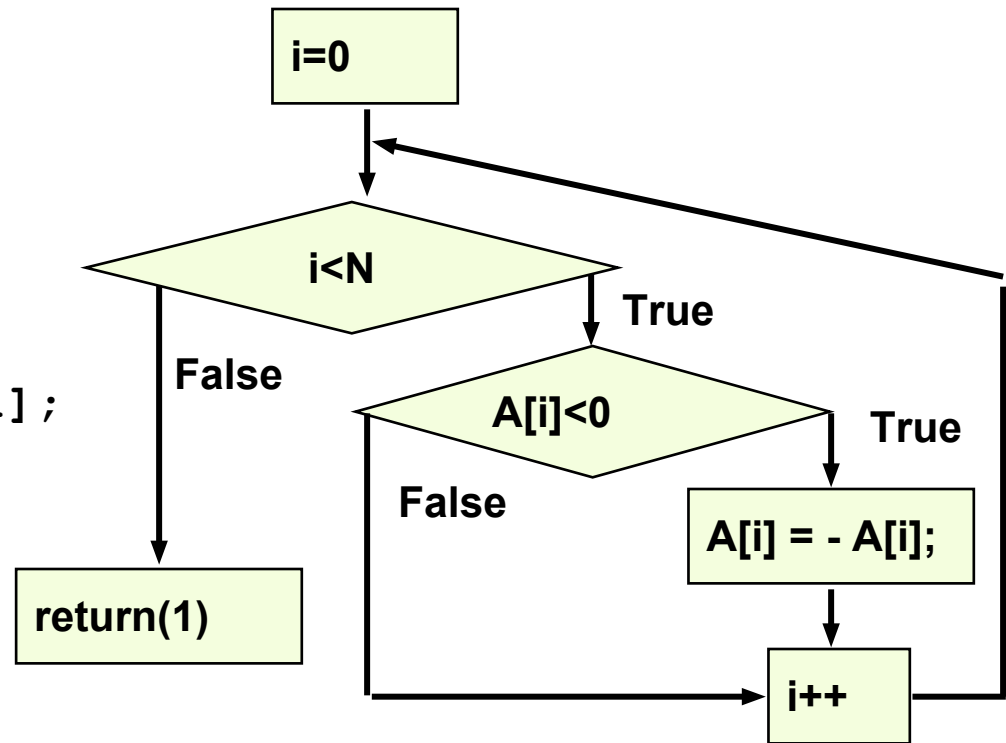 i=0
i<N
True
False
] ;
A[i]<0
True
False
A[i] = - A[i];
return(1)
i++